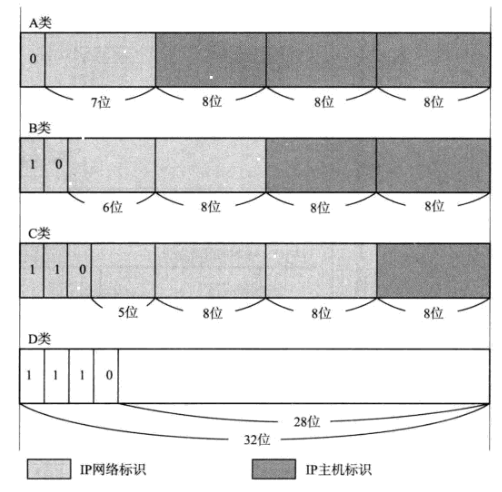 A类
0
7位 8位 8位 8位
B类
1 0
6位 8位 8位 8位
C类
1 1 0
5位 8位 8位 8位
D类
1 1 1 0
28位
32位
IP网络标识 IP主机标识